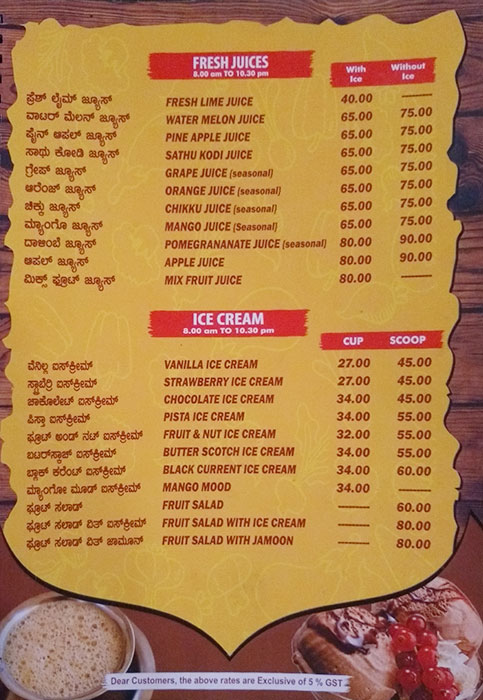 FRESH JUICES
8.00 am TO 10.30 pm
With Ice Without Ice
ಫ್ರೆಶ್ ಲೈಮ್ ಜ್ಯೂಸ್ FRESH LIME JUICE 40.00 ——
ವಾಟರ್ ಮೆಲನ್ ಜ್ಯೂಸ್ WATER MELON JUICE 65.00 75.00
ಪೈನ್ ಆಪಲ್ ಜ್ಯೂಸ್ PINE APPLE JUICE 65.00 75.00
ಸಾಥು ಕೋಡಿ ಜ್ಯೂಸ್ SATHU KODI JUICE 65.00 75.00
ಗ್ರೇಪ್ ಜ್ಯೂಸ್ GRAPE JUICE (seasonal) 65.00 75.00
ಆರೆಂಜ್ ಜ್ಯೂಸ್ ORANGE JUICE (seasonal) 65.00 75.00
ಚಿಕ್ಕು ಜ್ಯೂಸ್ CHIKKU JUICE (seasonal) 65.00 75.00
ಮ್ಯಾಂಗೊ ಜ್ಯೂಸ್ MANGO JUICE (seasonal) 65.00 75.00
ದಾಳಿಂಬೆ ಜ್ಯೂಸ್ POMEGRANANATE JUICE (seasonal) 80.00 90.00
ಆಪಲ್ ಜ್ಯೂಸ್ APPLE JUICE 80.00 90.00
ಮಿಕ್ಸ್ ಫ್ರೂಟ್ ಜ್ಯೂಸ್ MIX FRUIT JUICE 80.00 ——
ICE CREAM
8.00 am TO 10.30 pm
CUP SCOOP
ವೆನಿಲ್ಲ ಐಸ್‌ಕ್ರೀಮ್ VANILLA ICE CREAM 27.00 45.00
ಸ್ಟ್ರಾಬೆರಿ ಐಸ್‌ಕ್ರೀಮ್ STRAWBERRY ICE CREAM 27.00 45.00
ಚಾಕೊಲೇಟ್ ಐಸ್‌ಕ್ರೀಮ್ CHOCOLATE ICE CREAM 34.00 45.00
ಪಿಸ್ತಾ ಐಸ್‌ಕ್ರೀಮ್ PISTA ICE CREAM 34.00 55.00
ಫ್ರೂಟ್ ಅಂಡ್ ನಟ್ ಐಸ್‌ಕ್ರೀಮ್ FRUIT & NUT ICE CREAM 32.00 55.00
ಬಟರ್‌ಸ್ಕಾಚ್ ಐಸ್‌ಕ್ರೀಮ್ BUTTER SCOTCH ICE CREAM 34.00 55.00
ಬ್ಲಾಕ್ ಕರೆಂಟ್ ಐಸ್‌ಕ್ರೀಮ್ BLACK CURRENT ICE CREAM 34.00 60.00
ಮ್ಯಾಂಗೋ ಮೂಡ್ ಐಸ್‌ಕ್ರೀಮ್ MANGO MOOD 34.00 ——
ಫ್ರೂಟ್ ಸಲಾಡ್ FRUIT SALAD —— 60.00
ಫ್ರೂಟ್ ಸಲಾಡ್ ವಿತ್ ಐಸ್‌ಕ್ರೀಮ್ FRUIT SALAD WITH ICE CREAM —— 80.00
ಫ್ರೂಟ್ ಸಲಾಡ್ ವಿತ್ ಜಾಮೂನ್ FRUIT SALAD WITH JAMOON —— 80.00
Dear Customers, the above rates are Exclusive of 5 % GST